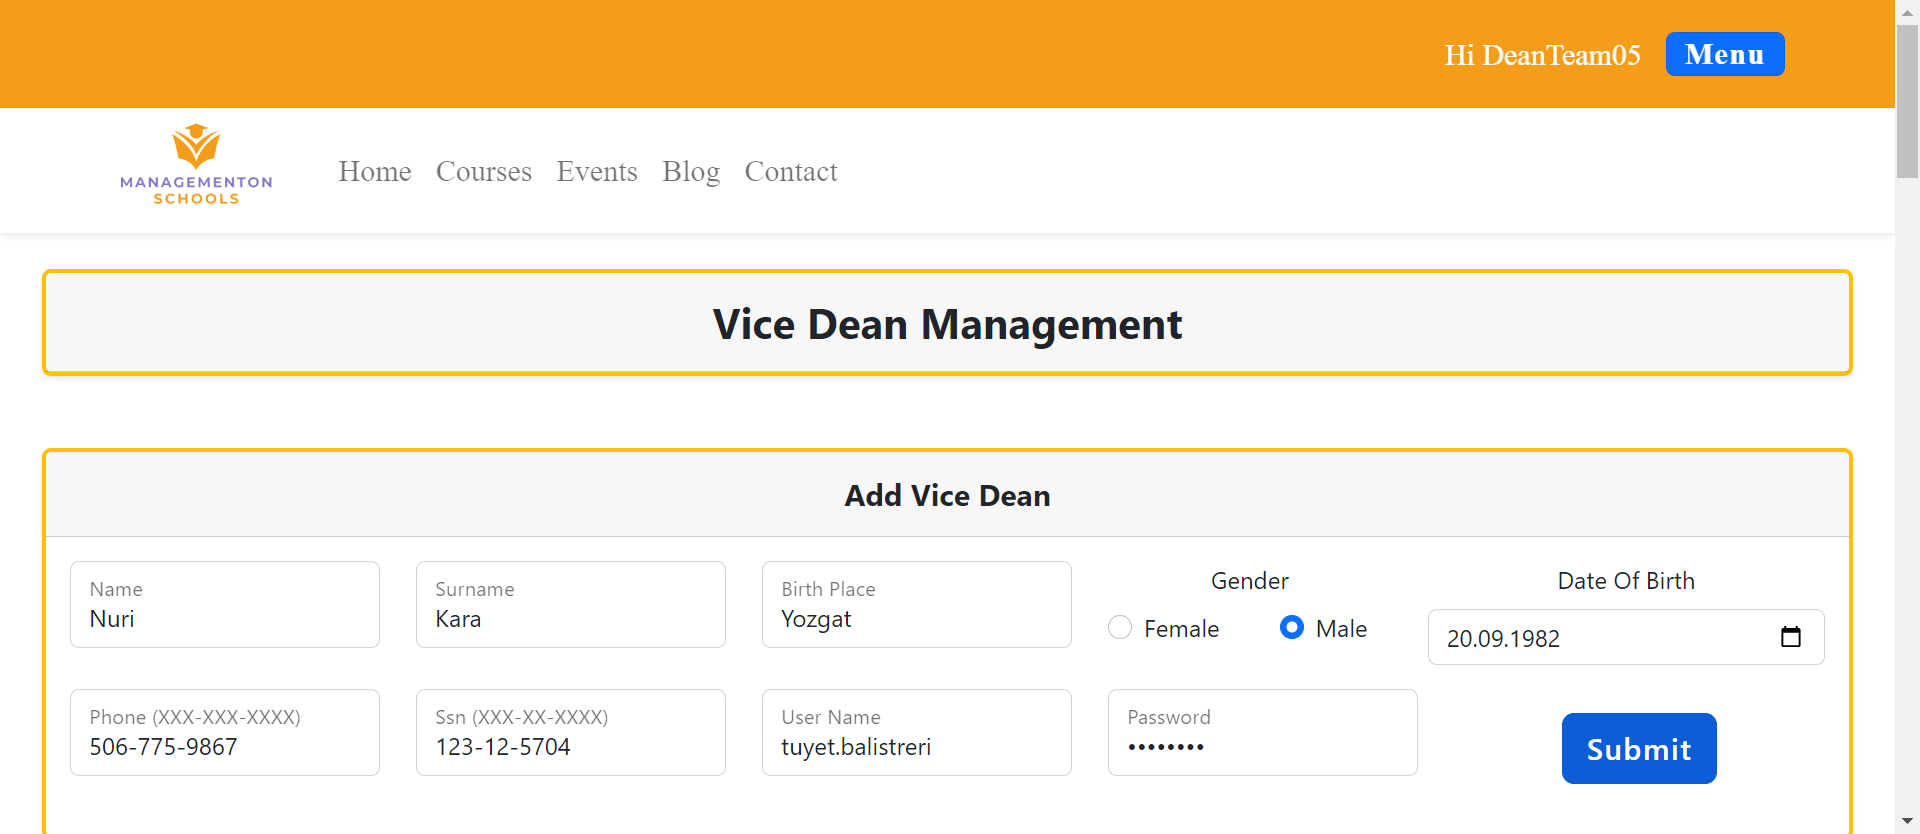 Hi DeanTeam05 Menu
MANAGEMENTON
SCHOOLS
Home Courses Events Blog Contact
Vice Dean Management
Add Vice Dean
Name
Nuri
Surname
Kara
Birth Place
Yozgat
Gender
Female Male
Date Of Birth
20.09.1982
Phone (XXX-XXX-XXXX)
506-775-9867
Ssn (XXX-XX-XXXX)
123-12-5704
User Name
tuyet.balistreri
Password
••••••••
Submit